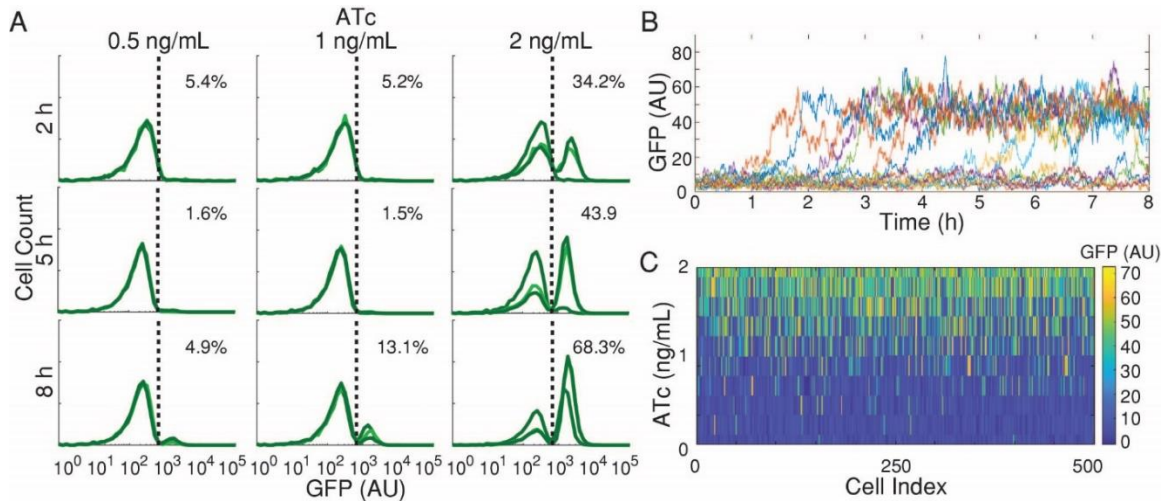 A
ATc
0.5 ng/mL 1 ng/mL 2 ng/mL
2 h
5.4% 5.2% 34.2%
Cell Count
5 h
1.6% 1.5% 43.9
8 h
4.9% 13.1% 68.3%
10^0 10^1 10^2 10^3 10^4 10^5 10^0 10^1 10^2 10^3 10^4 10^5 10^0 10^1 10^2 10^3 10^4 10^5
GFP (AU)
B
GFP (AU)
80
60
40
20
0
0 1 2 3 4 5 6 7 8
Time (h)
C
GFP (AU)
ATc (ng/mL)
2
1
0
70
60
50
40
30
20
10
0
0 250 500
Cell Index